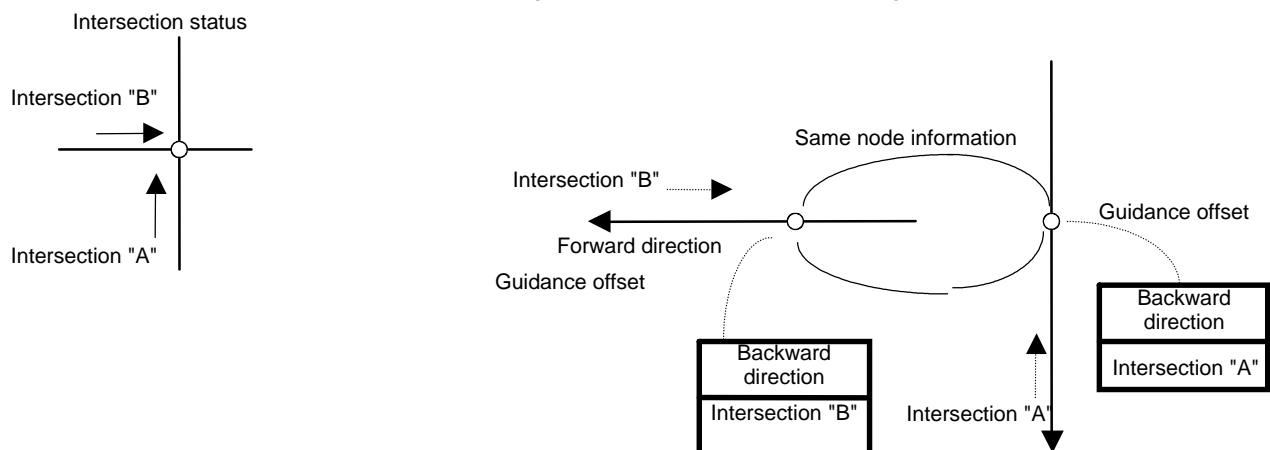 Intersection status
Intersection "B"
Intersection "A"
Same node information
Intersection "B"
Guidance offset
Forward direction
Guidance offset
Backward
direction
Intersection "A"
Backward
direction
Intersection "B"
Intersection "A"